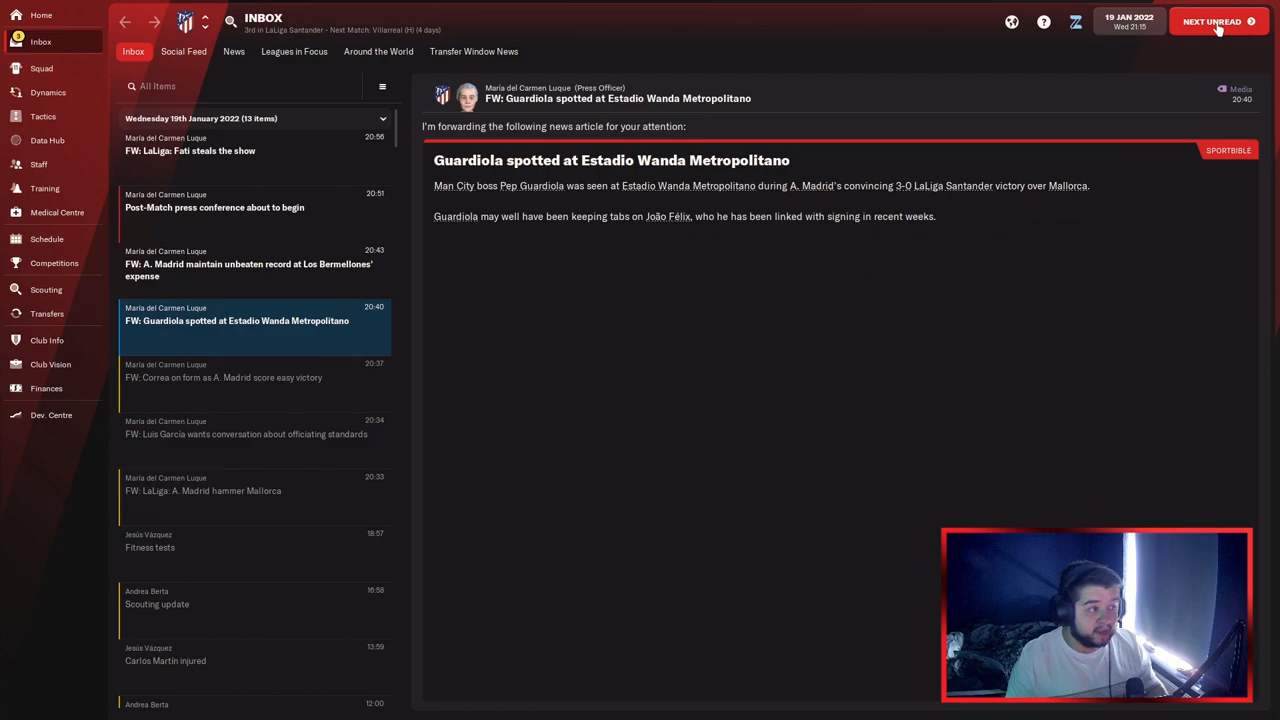 Home
3
Inbox
Squad
Dynamics
Tactics
Data Hub
Staff
Training
Medical Centre
Schedule
Competitions
Scouting
Transfers
Club Info
Club Vision
Finances
Dev. Centre
INBOX
3rd in LaLiga Santander - Next Match: Villarreal (H) (4 days)
?
19 JAN 2022
Wed 21:15
NEXT UNREAD
Inbox
Social Feed
News
Leagues in Focus
Around the World
Transfer Window News
All Items
Wednesday 19th January 2022 (13 items)
María del Carmen Luque 20:56
FW: LaLiga: Fati steals the show
20:51
Post-Match press conference about to begin
María del Carmen Luque 20:43
FW: A. Madrid maintain unbeaten record at Los Bermellones'
expense
María del Carmen Luque 20:40
FW: Guardiola spotted at Estadio Wanda Metropolitano
María del Carmen Luque 20:37
FW: Correa on form as A. Madrid score easy victory
María del Carmen Luque 20:34
FW: Luis García wants conversation about officiating standards
María del Carmen Luque 20:33
FW: LaLiga: A. Madrid hammer Mallorca
Jesús Vázquez 18:57
Fitness tests
Andrea Berta 16:58
Scouting update
Jesús Vázquez 13:59
Carlos Martín injured
Andrea Berta 12:00
María del Carmen Luque (Press Officer)
FW: Guardiola spotted at Estadio Wanda Metropolitano
Media
20:40
I'm forwarding the following news article for your attention:
SPORTBIBLE
Guardiola spotted at Estadio Wanda Metropolitano
Man City boss Pep Guardiola was seen at Estadio Wanda Metropolitano during A. Madrid's convincing 3-0 LaLiga Santander victory over Mallorca.
Guardiola may well have been keeping tabs on João Félix, who he has been linked with signing in recent weeks.